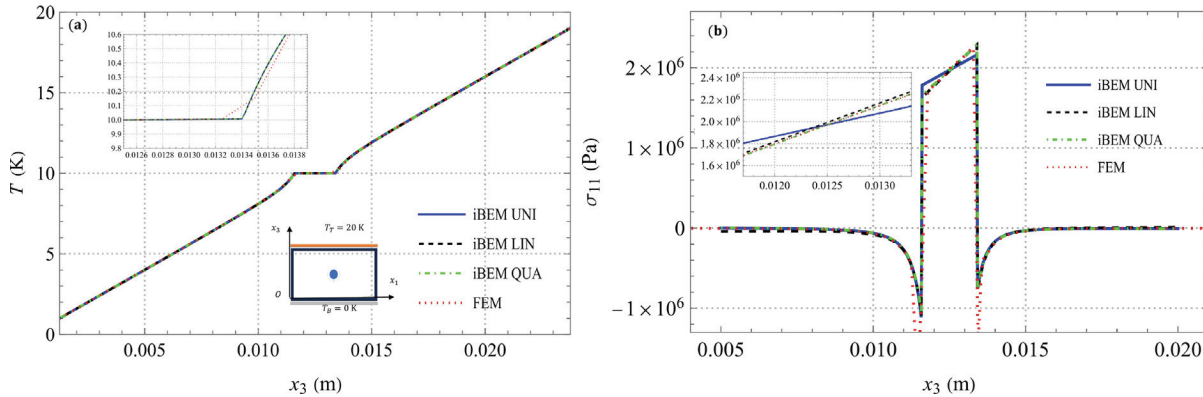 (a)
20
15
10
5
0
T (K)
10.6
10.5
10.4
10.3
10.2
10.1
10.0
9.9
9.8
0.0126 0.0128 0.0130 0.0132 0.0134 0.0136 0.0138
iBEM UNI
iBEM LIN
iBEM QUA
FEM
x3
T_T = 20 K
x1
O
T_B = 0 K
0.005 0.010 0.015 0.020
x3 (m)
(b)
2 × 10^6
1 × 10^6
0
−1 × 10^6
σ11 (Pa)
2.4 × 10^6
2.2 × 10^6
2.0 × 10^6
1.8 × 10^6
1.6 × 10^6
0.0120 0.0125 0.0130
iBEM UNI
iBEM LIN
iBEM QUA
FEM
0.005 0.010 0.015 0.020
x3 (m)